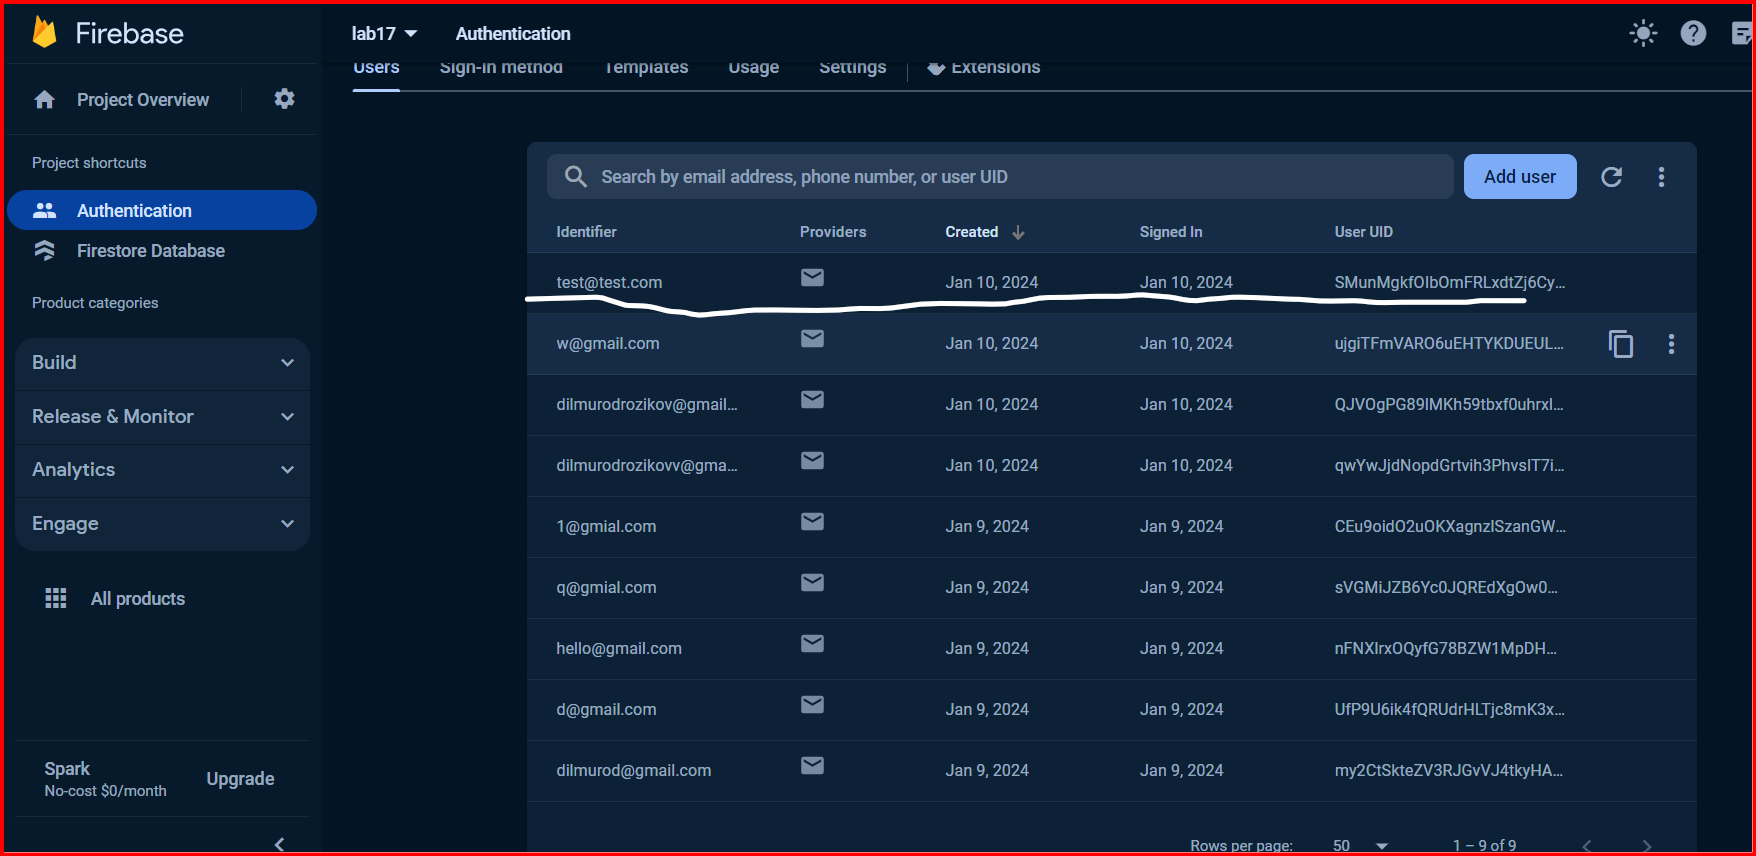 Firebase
lab17
Authentication
Users
Sign-in method
Templates
Usage
Settings
Extensions
Project Overview
Project shortcuts
Authentication
Firestore Database
Product categories
Build
Release & Monitor
Analytics
Engage
All products
Spark
No-cost $0/month
Upgrade
Search by email address, phone number, or user UID
Add user
Identifier Providers Created Signed In User UID
test@test.com Jan 10, 2024 Jan 10, 2024 SMunMgkfOIbOmFRLxdtZj6Cy...
w@gmail.com Jan 10, 2024 Jan 10, 2024 ujgiTFmVARO6uEHTYKDUEUL...
dilmurodrozikov@gmail... Jan 10, 2024 Jan 10, 2024 QJVOgPG89IMKh59tbxf0uhrxI...
dilmurodrozikovv@gma... Jan 10, 2024 Jan 10, 2024 qwYwJjdNopdGrtvih3PhvsIT7i...
1@gmial.com Jan 9, 2024 Jan 9, 2024 CEu9oidO2uOKXagnzISzanGW...
q@gmial.com Jan 9, 2024 Jan 9, 2024 sVGMiJZB6Yc0JQREdXgOw0...
hello@gmail.com Jan 9, 2024 Jan 9, 2024 nFNXIrxOQyfG78BZW1MpDH...
d@gmail.com Jan 9, 2024 Jan 9, 2024 UfP9U6ik4fQRUdrHLTjc8mK3x...
dilmurod@gmail.com Jan 9, 2024 Jan 9, 2024 my2CtSkteZV3RJGvVJ4tkyHA...
Rows per page: 50 1 – 9 of 9